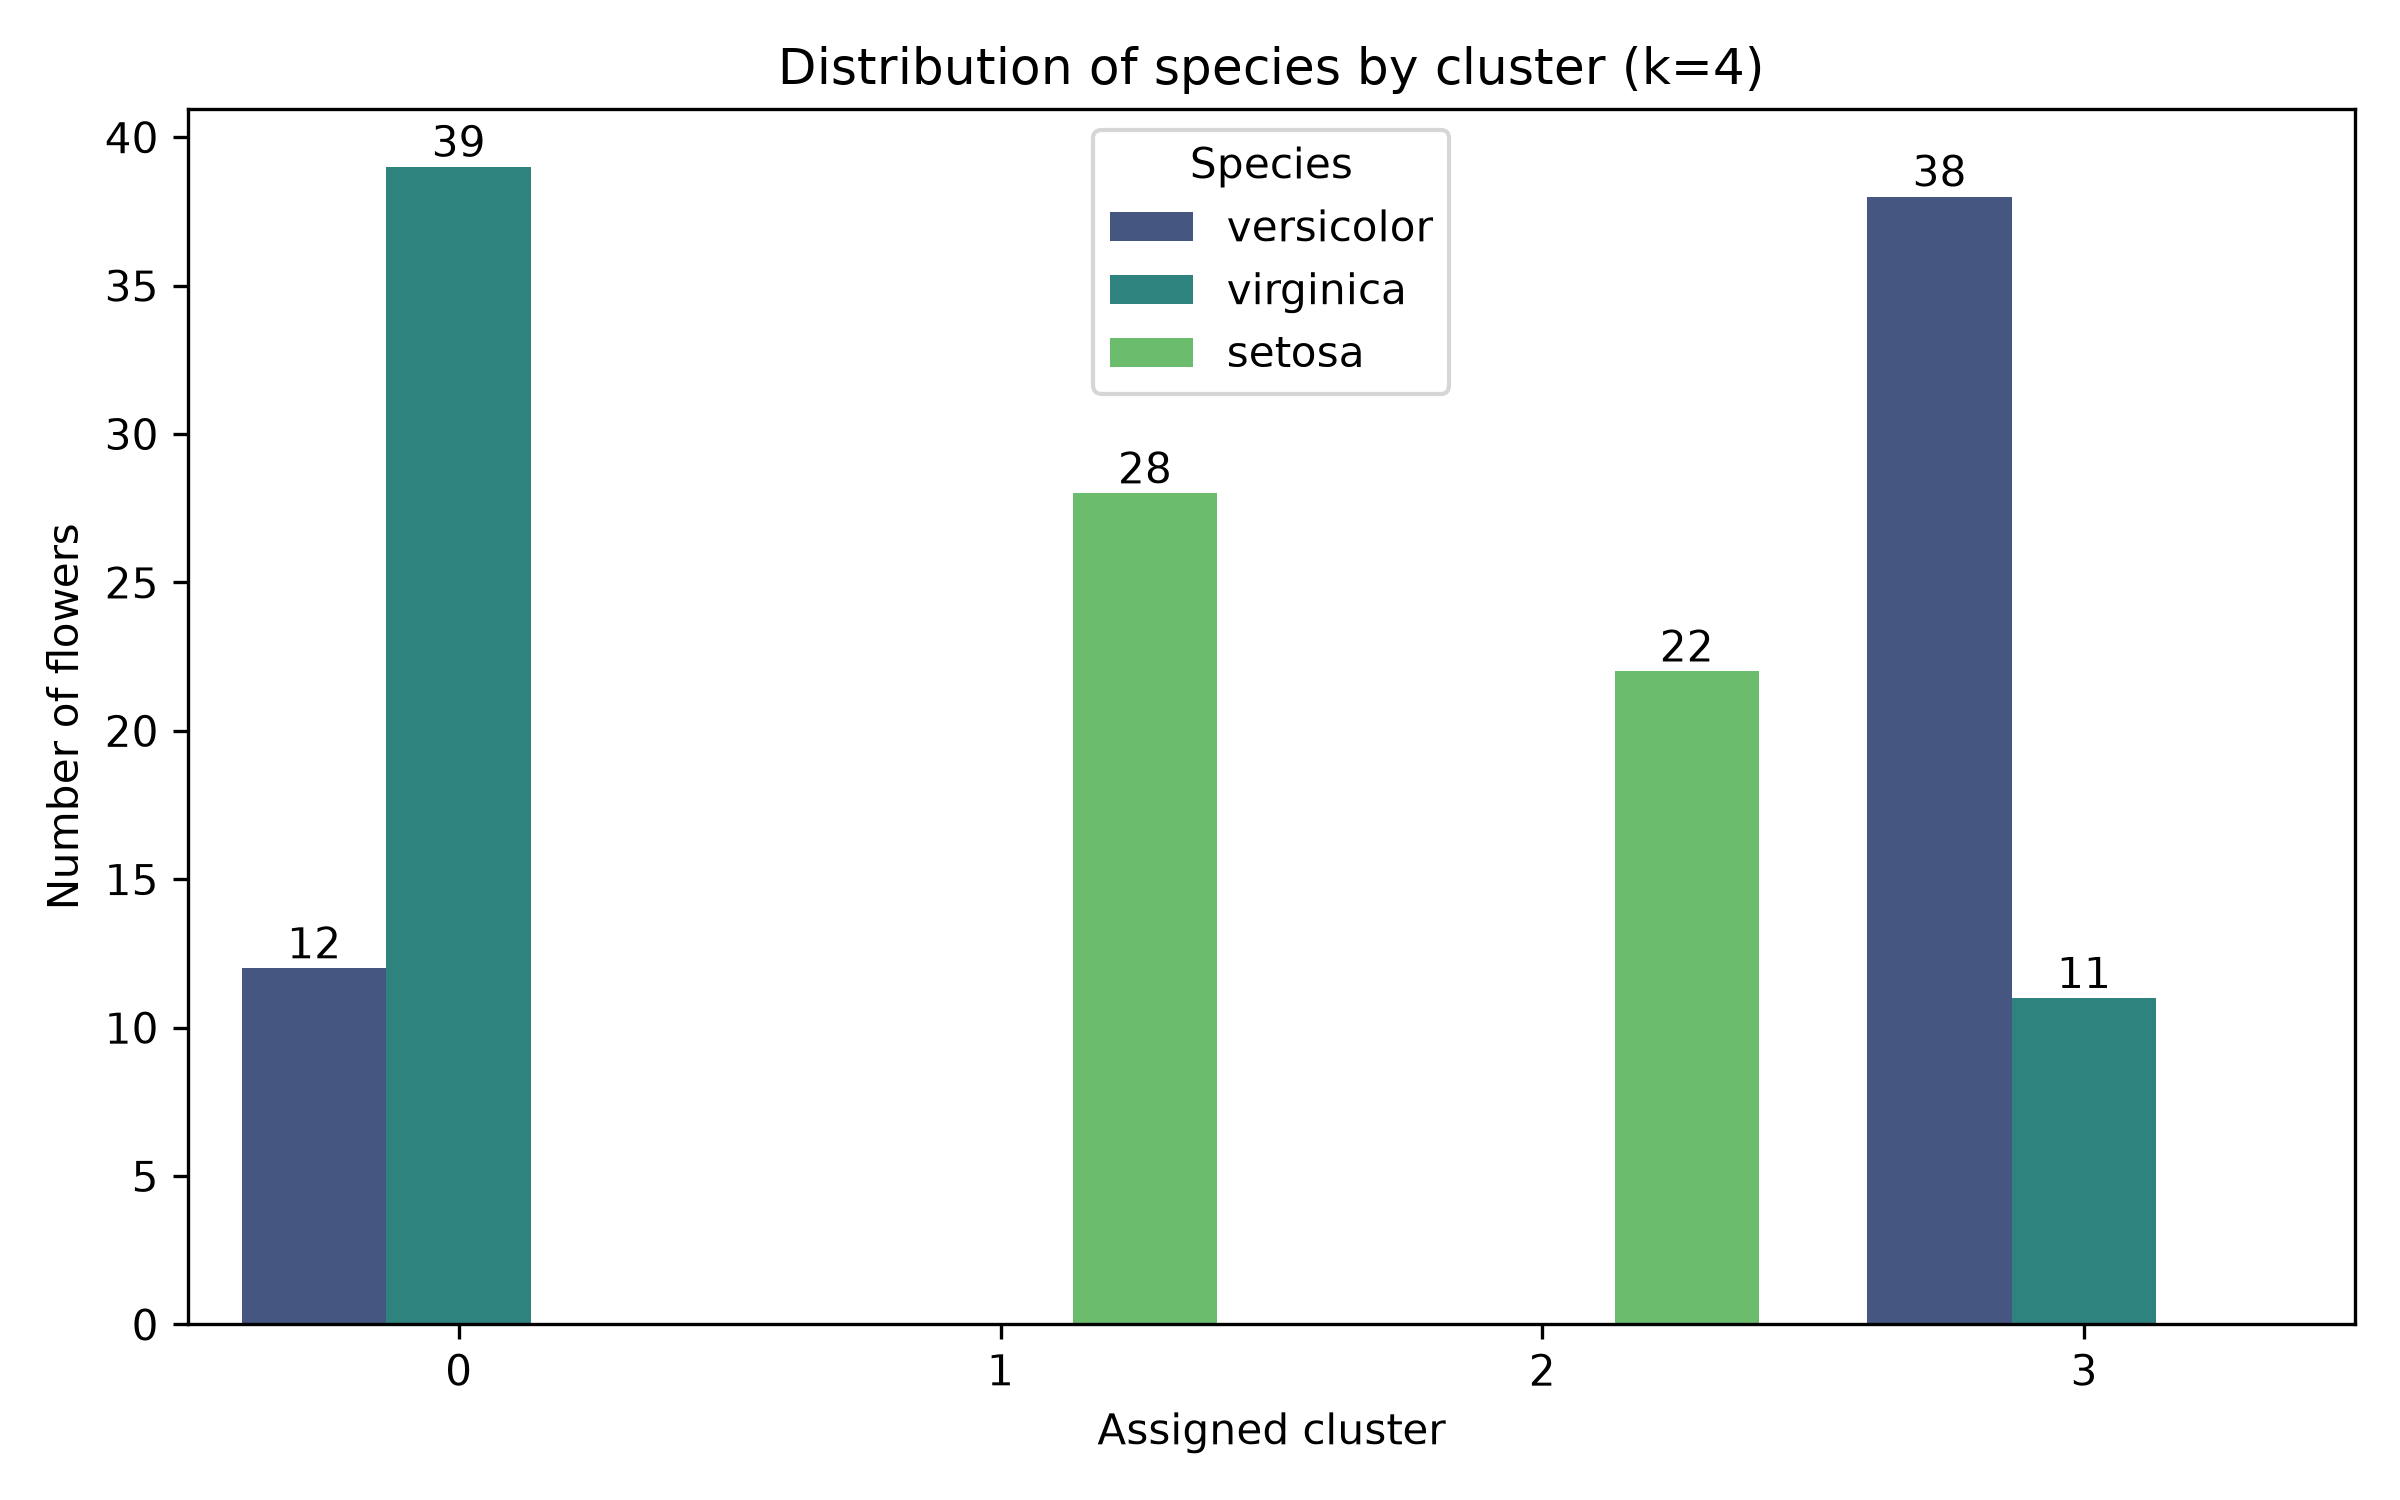 Distribution of species by cluster (k=4)
Species
versicolor
virginica
setosa
40
35
30
25
20
15
10
5
0
Number of flowers
12
39
28
22
38
11
0
1
2
3
Assigned cluster